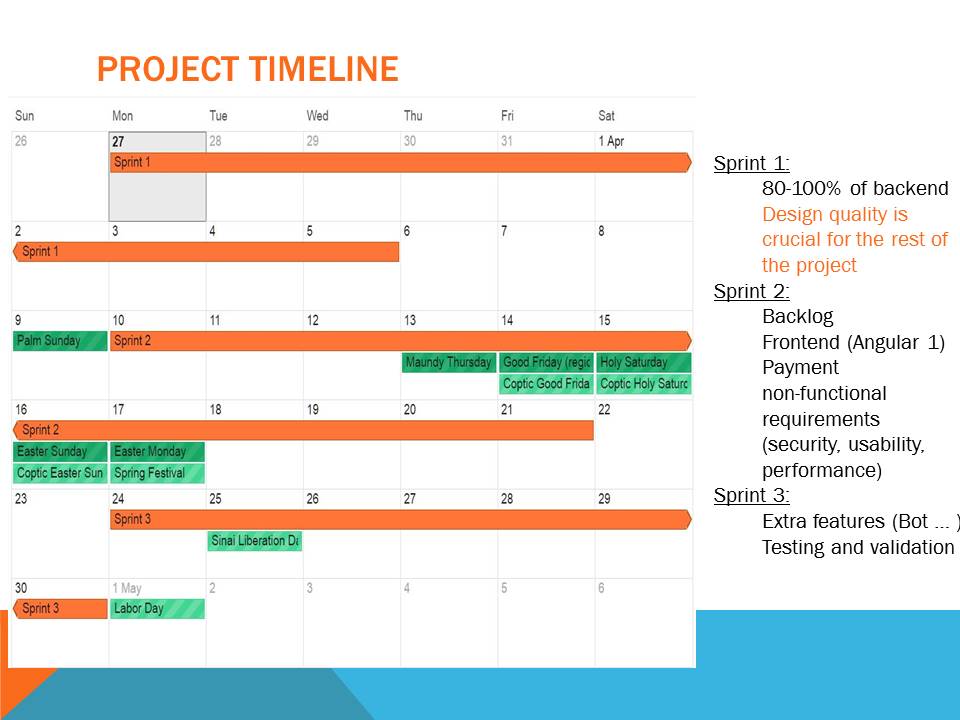 PROJECT TIMELINE
Sun Mon Tue Wed Thu Fri Sat
26 27 28 29 30 31 1 Apr
Sprint 1
2 3 4 5 6 7 8
Sprint 1
9 10 11 12 13 14 15
Palm Sunday Sprint 2
Maundy Thursday Good Friday (regic Holy Saturday
Coptic Good Frida Coptic Holy Saturc
16 17 18 19 20 21 22
Sprint 2
Easter Sunday Easter Monday
Coptic Easter Sun Spring Festival
23 24 25 26 27 28 29
Sprint 3
Sinai Liberation Da
30 1 May 2 3 4 5 6
Sprint 3 Labor Day
Sprint 1:
80-100% of backend
Design quality is
crucial for the rest of
the project
Sprint 2:
Backlog
Frontend (Angular 1)
Payment
non-functional
requirements
(security, usability,
performance)
Sprint 3:
Extra features (Bot ... )
Testing and validation